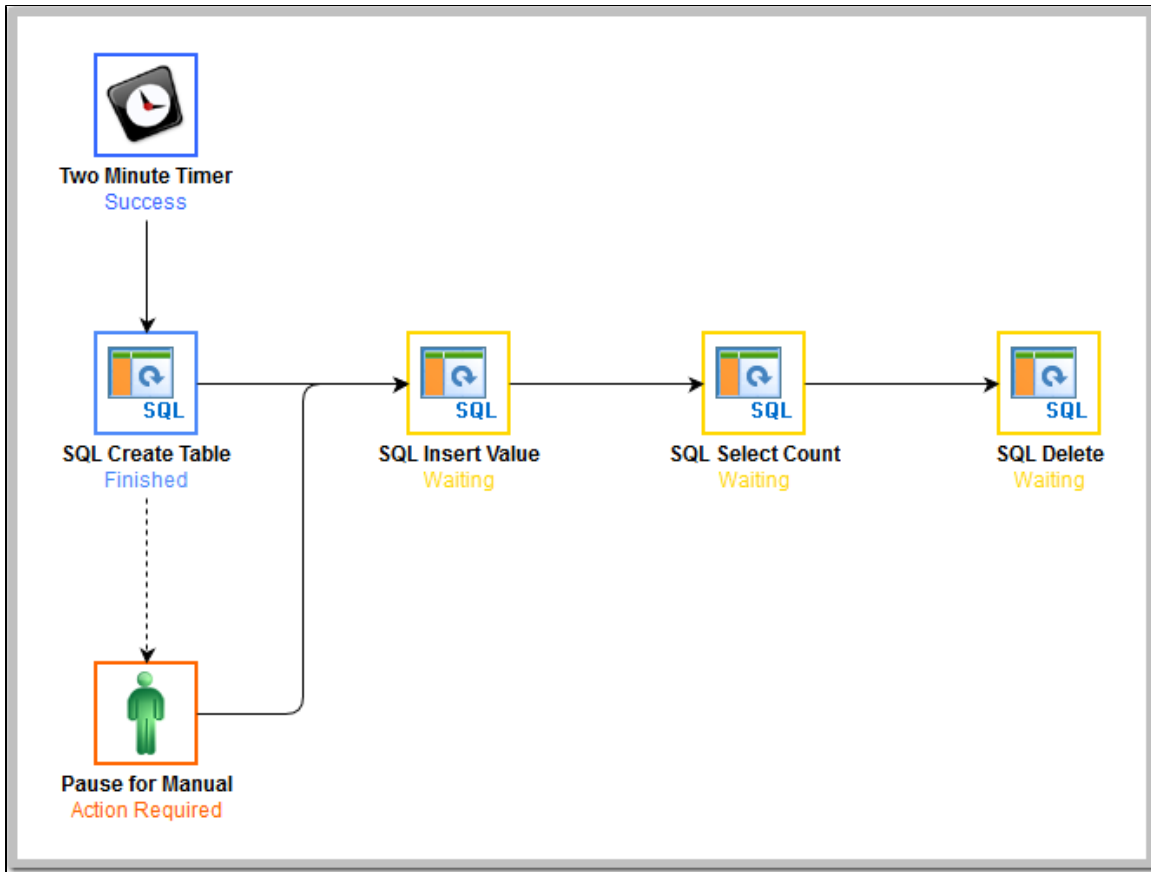 Two Minute Timer
Success
SQL
SQL Create Table
Finished
SQL
SQL Insert Value
Waiting
SQL
SQL Select Count
Waiting
SQL
SQL Delete
Waiting
Pause for Manual
Action Required